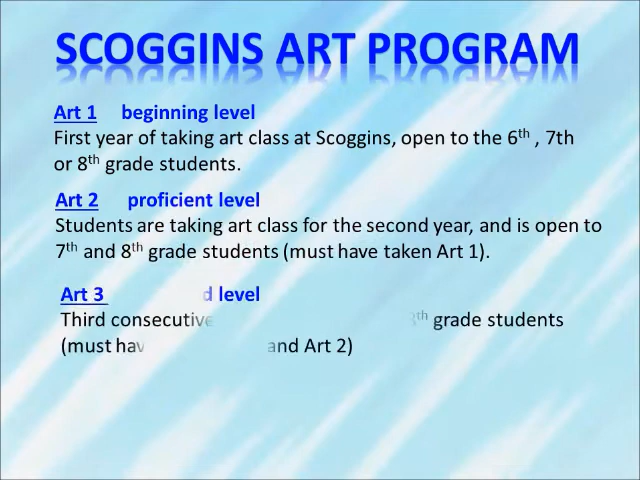 SCOGGINS ART PROGRAM
Art 1 beginning level
First year of taking art class at Scoggins, open to the 6th , 7th
or 8th grade students.
Art 2 proficient level
Students are taking art class for the second year, and is open to
7th and 8th grade students (must have taken Art 1).
Art 3 level
Third consecutive 8th grade students
(must and Art 2)